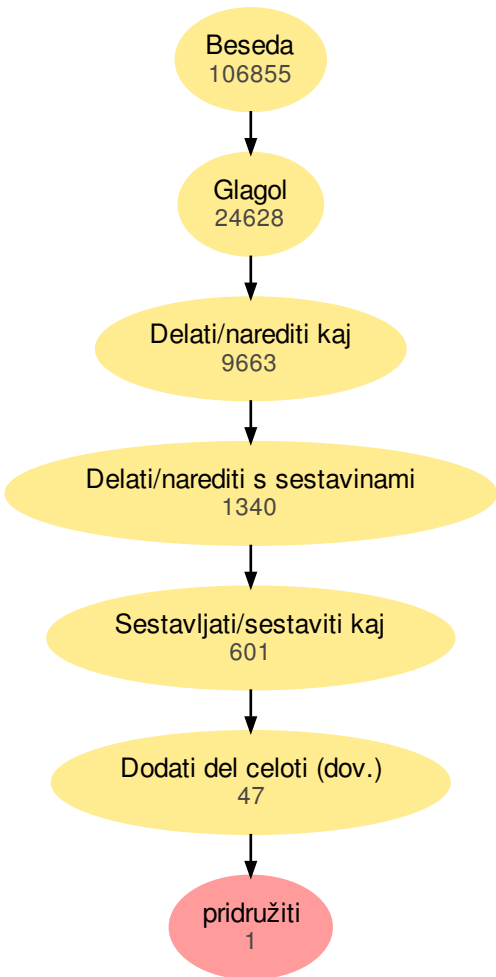 Beseda
106855
Glagol
24628
Delati/narediti kaj
9663
Delati/narediti s sestavinami
1340
Sestavljati/sestaviti kaj
601
Dodati del celoti (dov.)
47
pridružiti
1